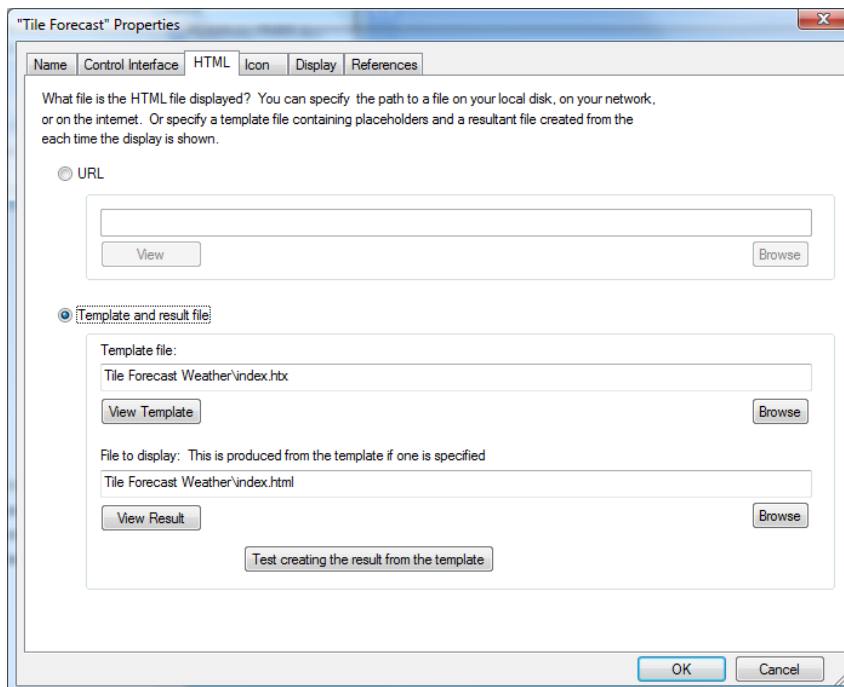 "Tile Forecast" Properties
Name Control Interface HTML Icon Display References
What file is the HTML file displayed? You can specify the path to a file on your local disk, on your network,
or on the internet. Or specify a template file containing placeholders and a resultant file created from the
each time the display is shown.
URL
View Browse
Template and result file
Template file:
Tile Forecast Weather\index.htx
View Template Browse
File to display: This is produced from the template if one is specified
Tile Forecast Weather\index.html
View Result Browse
Test creating the result from the template
OK Cancel